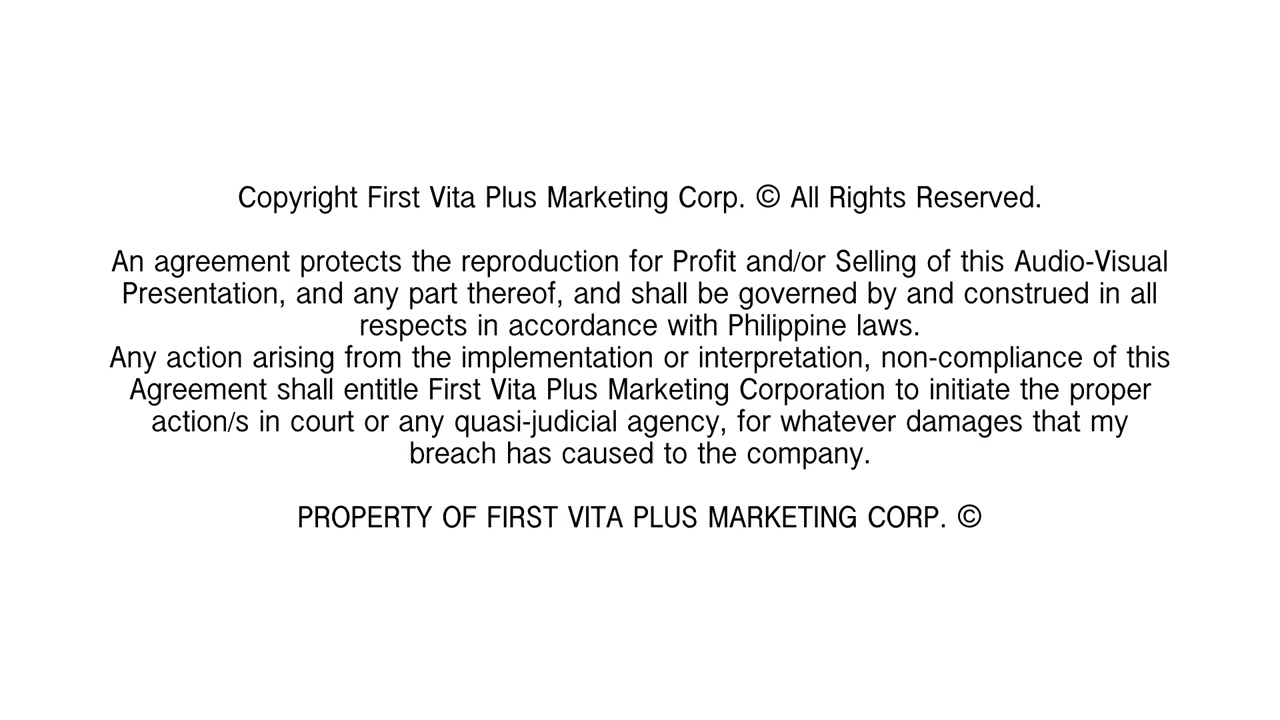 Copyright First Vita Plus Marketing Corp. © All Rights Reserved.
An agreement protects the reproduction for Profit and/or Selling of this Audio-Visual
Presentation, and any part thereof, and shall be governed by and construed in all
respects in accordance with Philippine laws.
Any action arising from the implementation or interpretation, non-compliance of this
Agreement shall entitle First Vita Plus Marketing Corporation to initiate the proper
action/s in court or any quasi-judicial agency, for whatever damages that my
breach has caused to the company.
PROPERTY OF FIRST VITA PLUS MARKETING CORP. ©